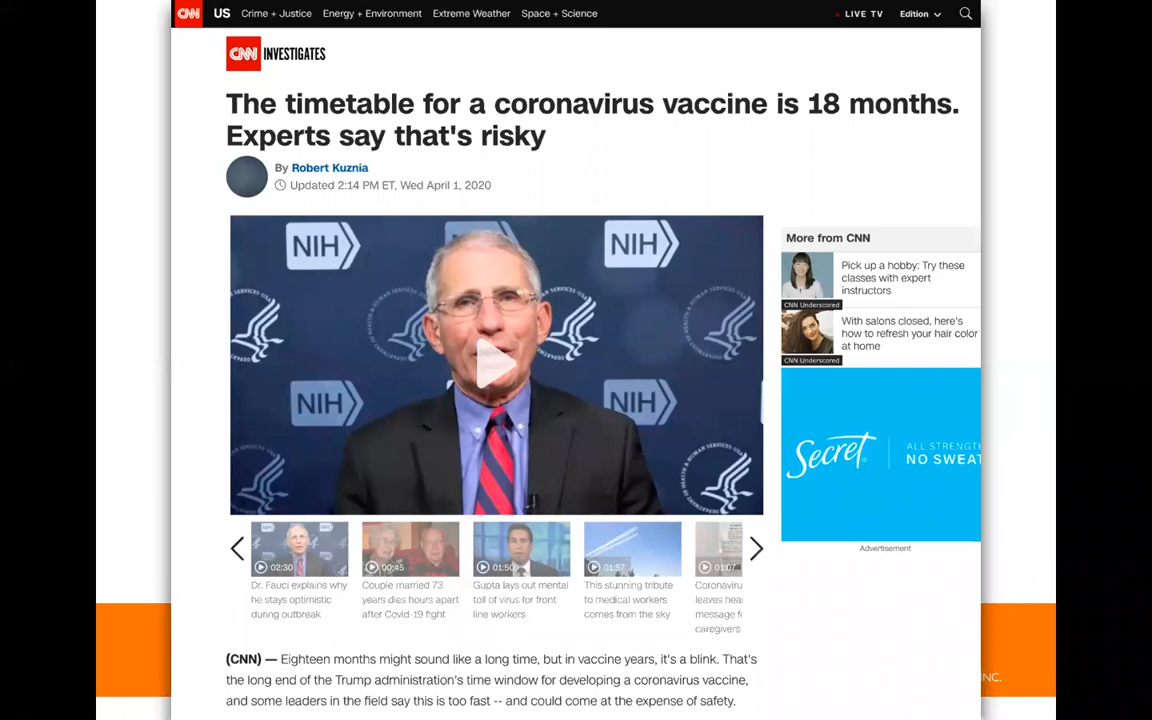 CNN US Crime + Justice Energy + Environment Extreme Weather Space + Science LIVE TV Edition
CNN INVESTIGATES
The timetable for a coronavirus vaccine is 18 months.
Experts say that's risky
By Robert Kuznia
Updated 2:14 PM ET, Wed April 1, 2020
NIH
NIH
NIH
NIH
More from CNN
Pick up a hobby: Try these
classes with expert
instructors
CNN Underscored
With salons closed, here's
how to refresh your hair color
at home
CNN Underscored
Secret
ALL STRENGTH
NO SWEAT
Advertisement
02:30
Dr. Fauci explains why
he stays optimistic
during outbreak
00:45
Couple married 73
years dies hours apart
after Covid-19 fight
01:50
Gupta lays out mental
toll of virus for front
line workers
01:57
This stunning tribute
to medical workers
comes from the sky
01:07
Coronavirus
leaves hea
message fo
caregivers
(CNN) — Eighteen months might sound like a long time, but in vaccine years, it's a blink. That's
the long end of the Trump administration's time window for developing a coronavirus vaccine,
and some leaders in the field say this is too fast -- and could come at the expense of safety.
INC.